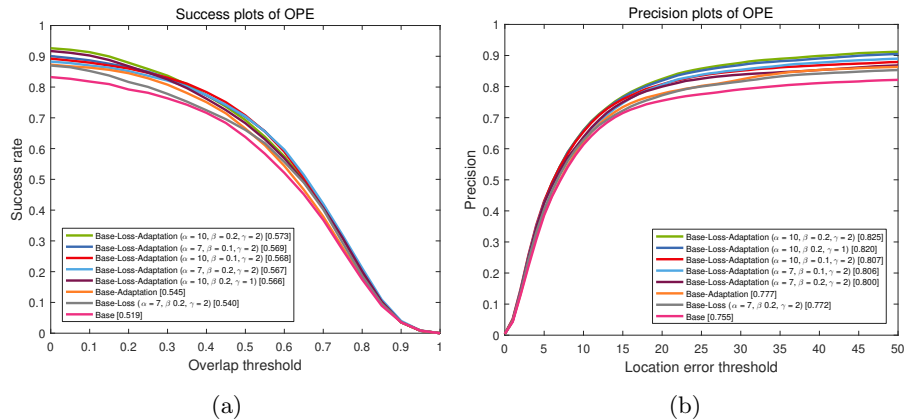 Success plots of OPE
Success rate
1
0.9
0.8
0.7
0.6
0.5
0.4
0.3
0.2
0.1
0
Base-Loss-Adaptation (α = 10, β = 0.2, γ = 2) [0.573]
Base-Loss-Adaptation (α = 7, β = 0.1, γ = 2) [0.569]
Base-Loss-Adaptation (α = 10, β = 0.1, γ = 2) [0.568]
Base-Loss-Adaptation (α = 7, β = 0.2, γ = 2) [0.567]
Base-Loss-Adaptation (α = 10, β 0.2, γ = 1) [0.566]
Base-Adaptation [0.545]
Base-Loss (α = 7, β 0.2, γ = 2) [0.540]
Base [0.519]
0 0.1 0.2 0.3 0.4 0.5 0.6 0.7 0.8 0.9 1
Overlap threshold
(a)
Precision plots of OPE
Precision
1
0.9
0.8
0.7
0.6
0.5
0.4
0.3
0.2
0.1
0
Base-Loss-Adaptation (α = 10, β = 0.2, γ = 2) [0.825]
Base-Loss-Adaptation (α = 10, β 0.2, γ = 1) [0.820]
Base-Loss-Adaptation (α = 10, β = 0.1, γ = 2) [0.807]
Base-Loss-Adaptation (α = 7, β = 0.1, γ = 2) [0.806]
Base-Loss-Adaptation (α = 7, β = 0.2, γ = 2) [0.800]
Base-Adaptation [0.777]
Base-Loss (α = 7, β 0.2, γ = 2) [0.772]
Base [0.755]
0 5 10 15 20 25 30 35 40 45 50
Location error threshold
(b)